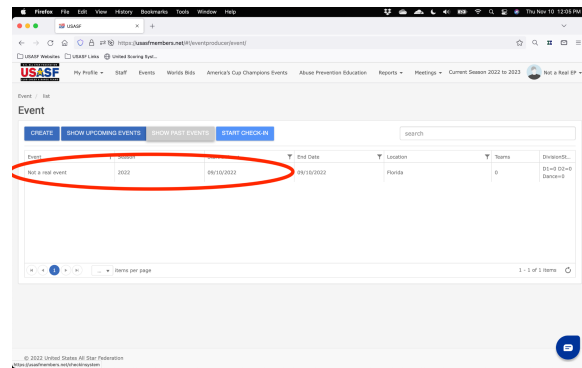 Firefox File Edit View History Bookmarks Tools Window Help Thu Nov 10 12:05 PM
USASF
https://usasfmembers.net/#/eventproducer/event/
USASF Websites USASF Links United Scoring Syst...
USASF My Profile Staff Events Worlds Bids America's Cup Champions Events Abuse Prevention Education Reports Meetings Current Season 2022 to 2023 Not a Real EP
Event / list
Event
CREATE SHOW UPCOMING EVENTS SHOW PAST EVENTS START CHECK-IN search
Event Season End Date Location Teams DivisionSt...
Not a real event 2022 09/10/2022 09/10/2022 Florida 0 D1=0 D2=0
Dance=0
1 ... items per page 1 - 1 of 1 items
© 2022 United States All Star Federation
https://usasfmembers.net/checkinsystem